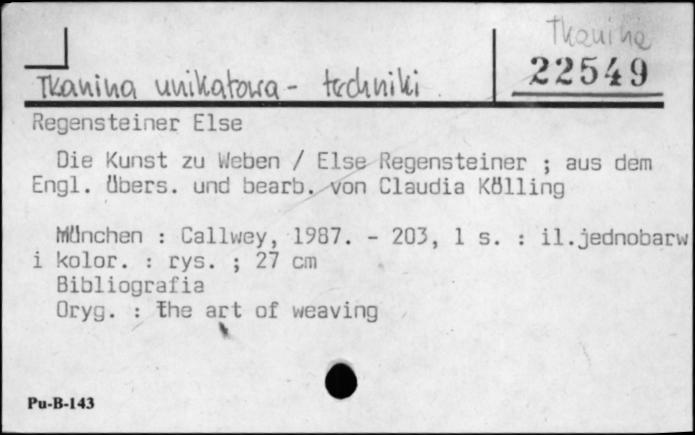 Tkanina
22549
Tkanina unikatowa - techniki
Regensteiner Else
Die Kunst zu Weben / Else Regensteiner ; aus dem
Engl. übers. und bearb. von Claudia Kölling
München : Callwey, 1987. - 203, 1 s. : il.jednobarw
i kolor. : rys. ; 27 cm
Bibliografia
Oryg. : the art of weaving
Pu-B-143